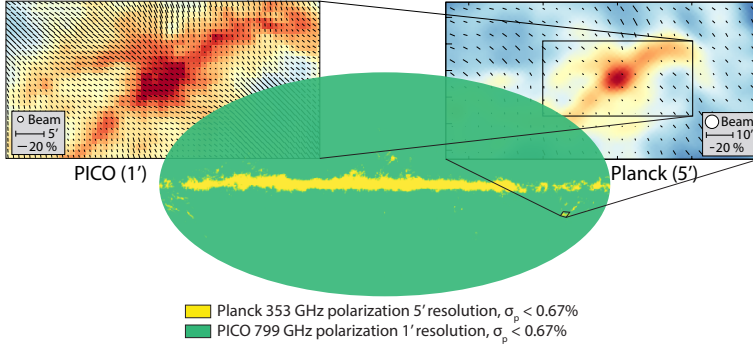 Beam
5′
20 %
PICO (1′)
Beam
10′
20 %
Planck (5′)
Planck 353 GHz polarization 5′ resolution, σp < 0.67%
PICO 799 GHz polarization 1′ resolution, σp < 0.67%